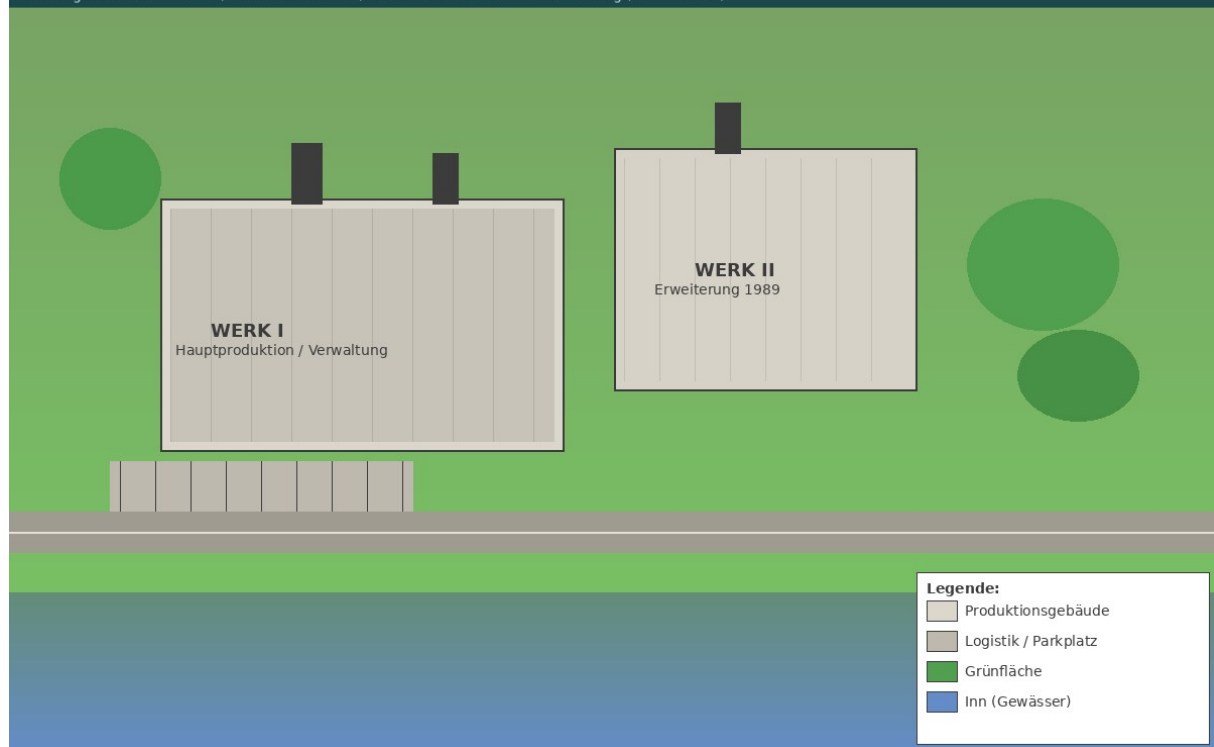 WERK II
Erweiterung 1989
WERK I
Hauptproduktion / Verwaltung
Legende:
Produktionsgebäude
Logistik / Parkplatz
Grünfläche
Inn (Gewässer)